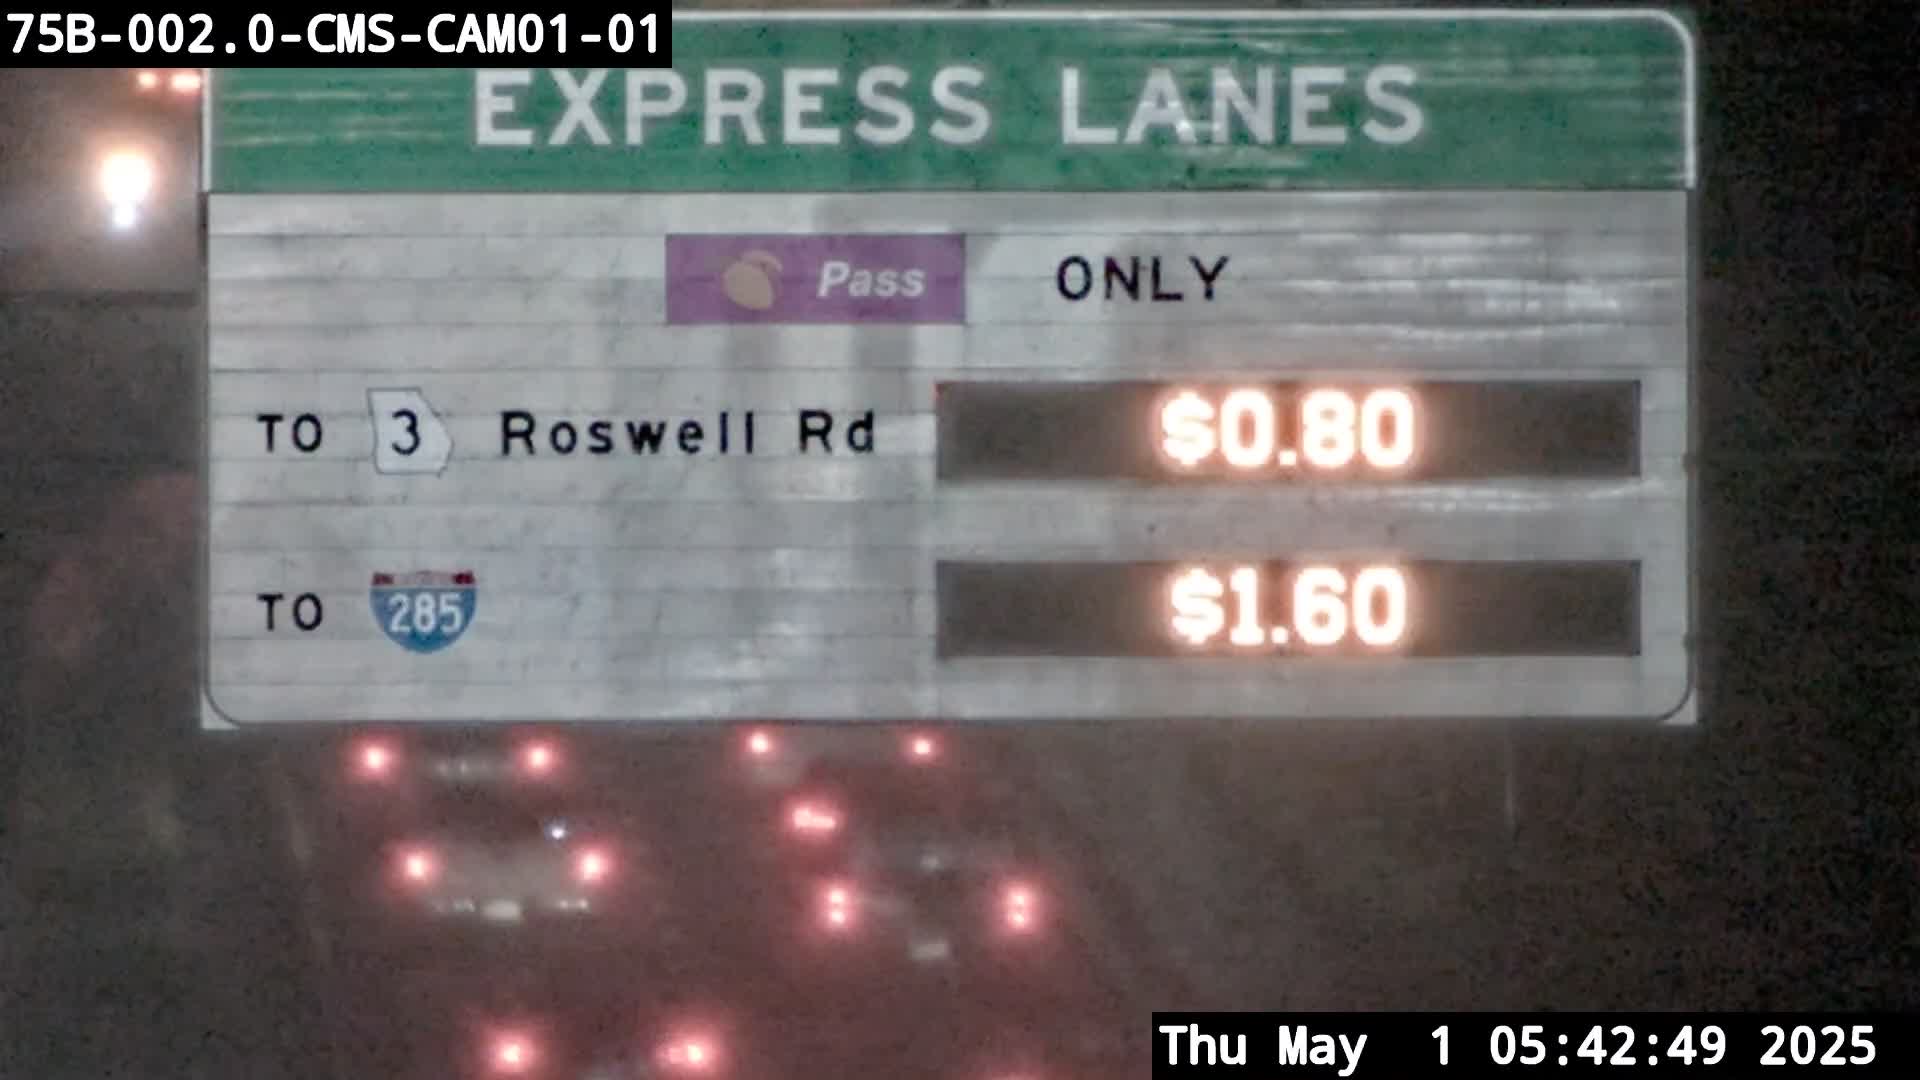 75B-002.0-CMS-CAM01-01
EXPRESS LANES
Pass ONLY
TO 3 Roswell Rd $0.80
TO 285 $1.60
Thu May 1 05:42:49 2025